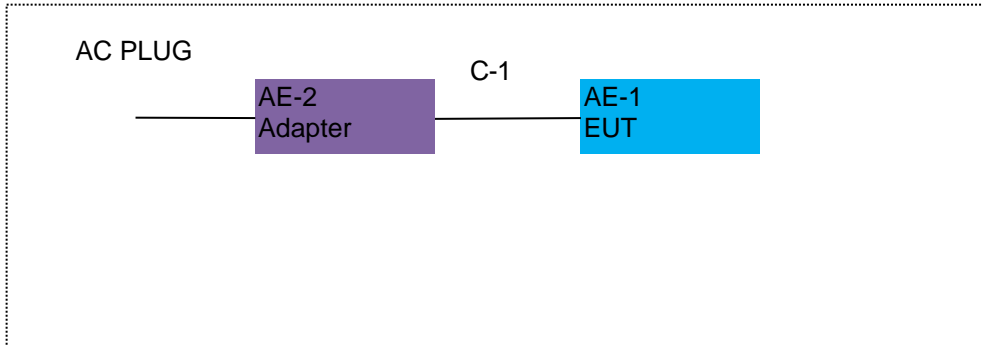 AC PLUG
C-1
AE-2
Adapter
AE-1
EUT